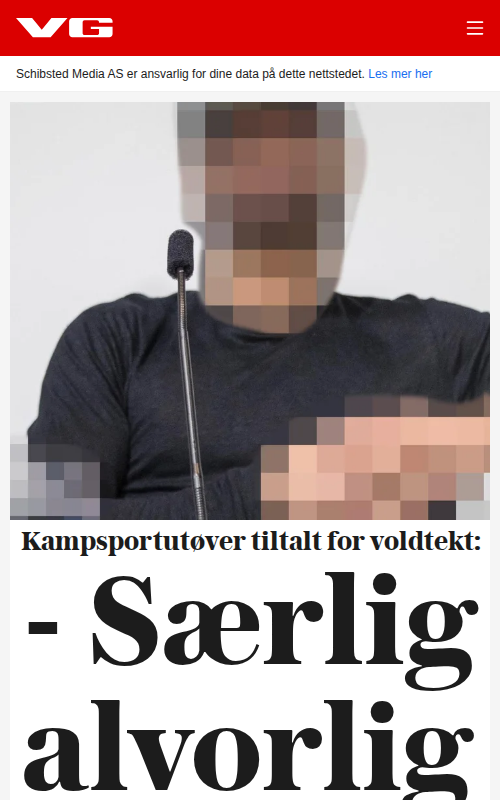 VG
Schibsted Media AS er ansvarlig for dine data på dette nettstedet. Les mer her
Kampsportutøver tiltalt for voldtekt:
- Særlig
alvorlig